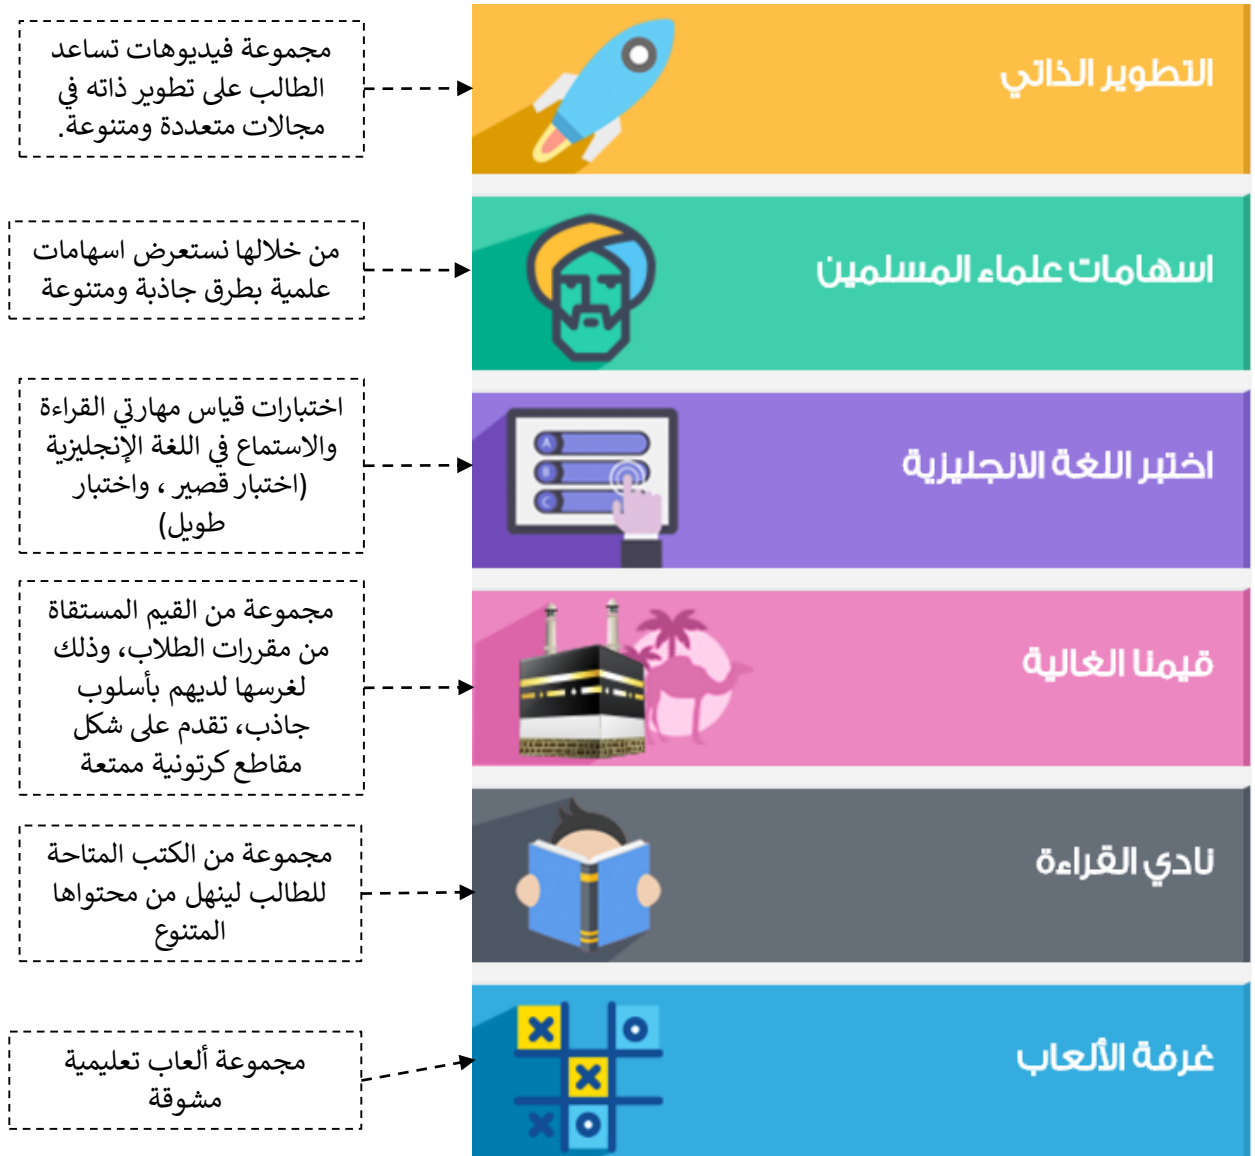 التطوير الذاتي
مجموعة فيديوهات تساعد
الطالب على تطوير ذاته في
مجالات متعددة ومتنوعة.
اسهامات علماء المسلمين
من خلالها نستعرض اسهامات
علمية بطرق جاذبة ومتنوعة
اختبر اللغة الانجليزية
A
B
C
اختبارات قياس مهارتي القراءة
والاستماع في اللغة الإنجليزية
(اختبار قصير ، واختبار
طويل)
قيمنا الغالية
مجموعة من القيم المستقاة
من مقررات الطلاب، وذلك
لغرسها لديهم بأسلوب
جاذب، تقدم على شكل
مقاطع كرتونية ممتعة
نادي القراءة
مجموعة من الكتب المتاحة
للطالب لينهل من محتواها
المتنوع
غرفة الألعاب
مجموعة ألعاب تعليمية
مشوقة